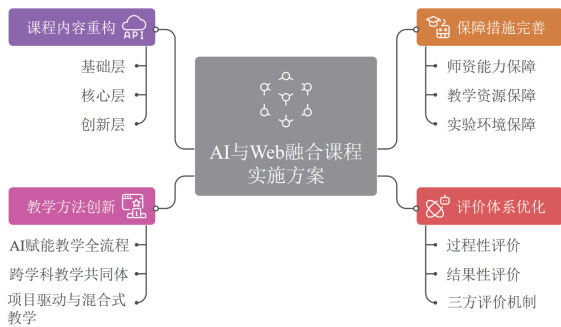 课程内容重构
API
基础层
核心层
创新层
保障措施完善
师资能力保障
教学资源保障
实验环境保障
AI与Web融合课程
实施方案
教学方法创新
AI赋能教学全流程
跨学科教学共同体
项目驱动与混合式
教学
评价体系优化
过程性评价
结果性评价
三方评价机制